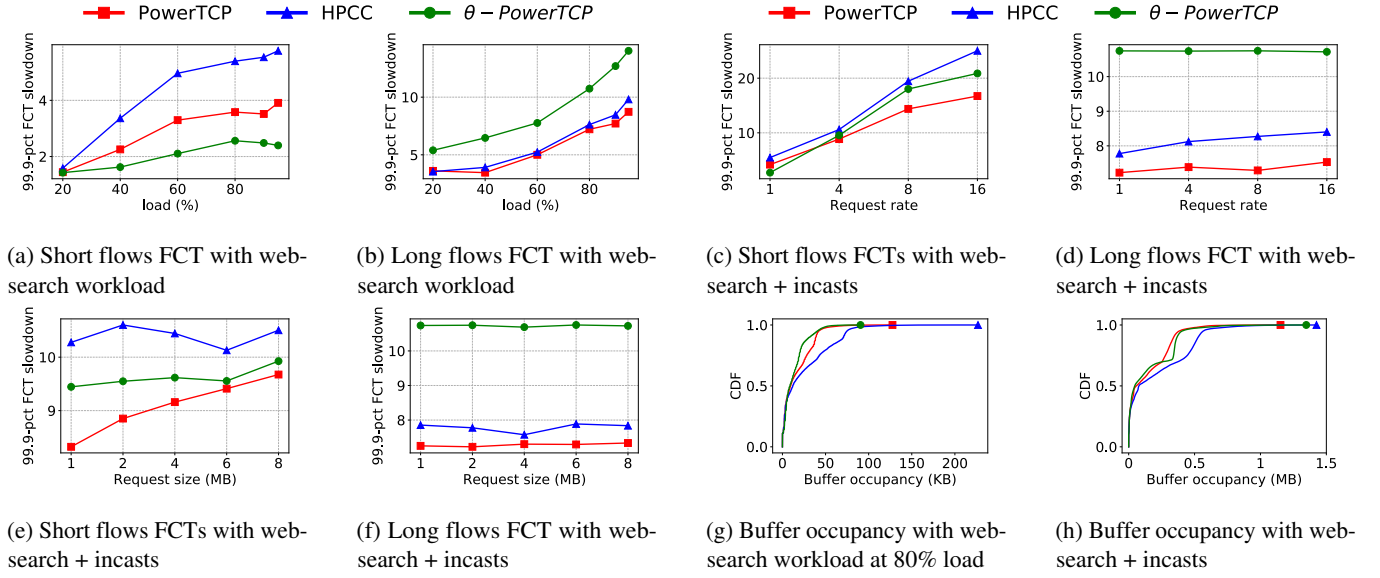 PowerTCP HPCC θ − PowerTCP PowerTCP HPCC θ − PowerTCP
99.9-pct FCT slowdown
4
2
20 40 60 80
load (%)
(a) Short flows FCT with web-
search workload
99.9-pct FCT slowdown
10
5
20 40 60 80
load (%)
(b) Long flows FCT with web-
search workload
99.9-pct FCT slowdown
20
10
1 4 8 16
Request rate
(c) Short flows FCTs with web-
search + incasts
99.9-pct FCT slowdown
10
8
1 4 8 16
Request rate
(d) Long flows FCT with web-
search + incasts
99.9-pct FCT slowdown
10
9
1 2 4 6 8
Request size (MB)
(e) Short flows FCTs with web-
search + incasts
99.9-pct FCT slowdown
10
9
8
1 2 4 6 8
Request size (MB)
(f) Long flows FCT with web-
search + incasts
CDF
1.0
0.5
0.0
0 50 100 150 200
Buffer occupancy (KB)
(g) Buffer occupancy with web-
search workload at 80% load
CDF
1.0
0.5
0.0
0.0 0.5 1 1.5
Buffer occupancy (MB)
(h) Buffer occupancy with web-
search + incasts